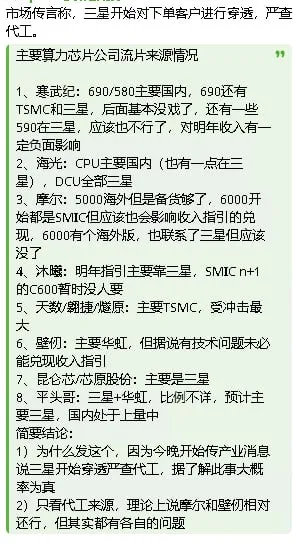 市场传言称，三星开始对下单客户进行穿透，严查
代工。
主要算力芯片公司流片来源情况
1、寒武纪：690/580主要国内，690还有
TSMC和三星，后面基本没戏了，还有一些
590在三星，应该也不行了，对明年收入有一
定负面影响
2、海光：CPU主要国内（也有一点在三
星），DCU全部三星
3、摩尔：5000海外但是备货够了，6000开
始都是SMIC但应该也会影响收入指引的兑
现，6000有个海外版，也联系了三星但应该
没了
4、沐曦：明年指引主要靠三星，SMIC n+1
的C600暂时没人要
5、天数/翱捷/燧原：主要TSMC，受冲击最
大
6、壁仞：主要华虹，但据说有技术问题未必
能兑现收入指引
7、昆仑芯/芯原股份：主要是三星
8、平头哥：三星+华虹，比例不详，预计主
要三星，国内处于上量中
简要结论：
1）为什么发这个，因为今晚开始传产业消息
说三星开始穿透严查代工，据了解此事大概
率为真
2）只看代工来源，理论上说摩尔和壁仞相对
还行，但其实都有各自的问题